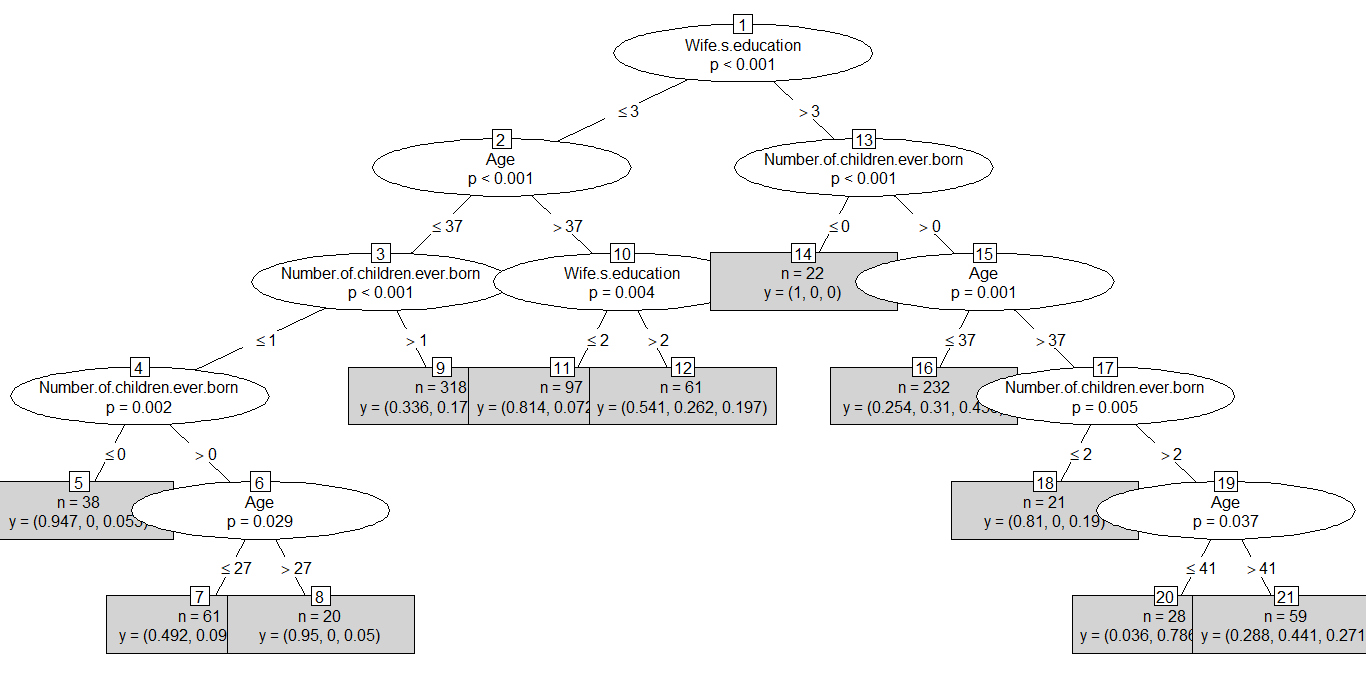 1
Wife.s.education
p < 0.001
≤ 3
> 3
2
Age
p < 0.001
13
Number.of.children.ever.born
p < 0.001
≤ 37
> 37
≤ 0
> 0
3
Number.of.children.ever.born
p < 0.001
10
Wife.s.education
p = 0.004
14
n = 22
y = (1, 0, 0)
15
Age
p = 0.001
≤ 1
> 1
≤ 2
> 2
≤ 37
> 37
4
Number.of.children.ever.born
p = 0.002
9
n = 318
y = (0.336, 0.17
11
n = 97
y = (0.814, 0.072
12
n = 61
y = (0.541, 0.262, 0.197)
16
n = 232
y = (0.254, 0.31,
17
Number.of.children.ever.born
p = 0.005
≤ 0
> 0
≤ 2
> 2
5
n = 38
y = (0.947, 0, 0.053)
6
Age
p = 0.029
18
n = 21
y = (0.81, 0, 0.19)
19
Age
p = 0.037
≤ 27
> 27
≤ 41
> 41
7
n = 61
y = (0.492, 0.09
8
n = 20
y = (0.95, 0, 0.05)
20
n = 28
y = (0.036, 0.786
21
n = 59
y = (0.288, 0.441, 0.271